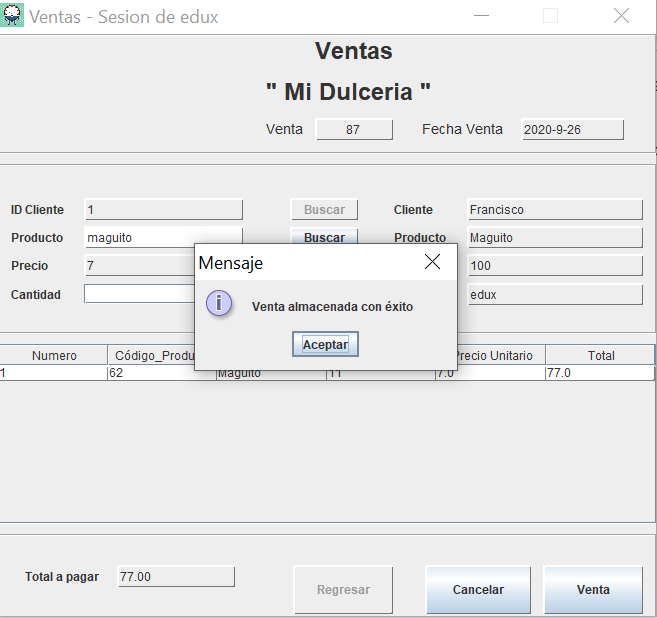 Ventas - Sesion de edux
Ventas
" Mi Dulceria "
Venta 87 Fecha Venta 2020-9-26
ID Cliente 1 Buscar Cliente Francisco
Producto maguito Buscar Producto Maguito
Precio 7 100
Cantidad edux
Mensaje
Venta almacenada con éxito
Aceptar
Numero Código_Produ Precio Unitario Total
1 62 Maguito 11 7.0 77.0
Total a pagar 77.00 Regresar Cancelar Venta